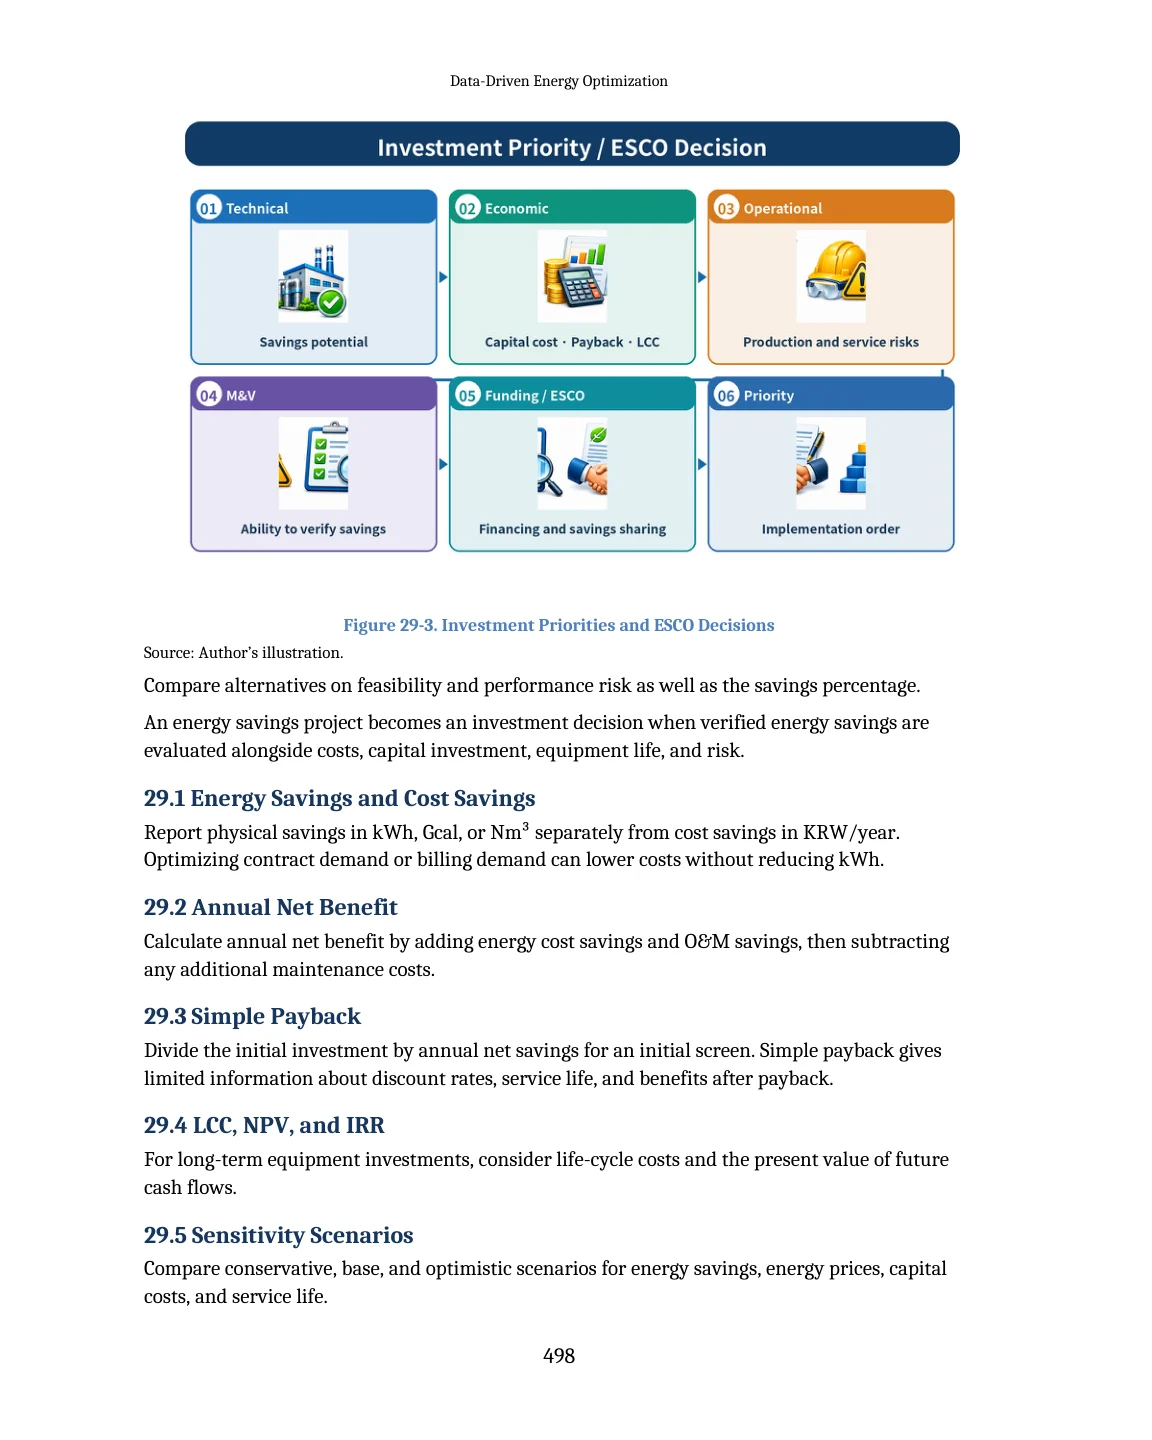 Data-Driven Energy Optimization
Investment Priority / ESCO Decision
01 Technical
Savings potential
02 Economic
Capital cost · Payback · LCC
03 Operational
Production and service risks
04 M&V
Ability to verify savings
05 Funding / ESCO
Financing and savings sharing
06 Priority
Implementation order
Figure 29-3. Investment Priorities and ESCO Decisions
Source: Author’s illustration.
Compare alternatives on feasibility and performance risk as well as the savings percentage.
An energy savings project becomes an investment decision when verified energy savings are
evaluated alongside costs, capital investment, equipment life, and risk.
29.1 Energy Savings and Cost Savings
Report physical savings in kWh, Gcal, or Nm³ separately from cost savings in KRW/year.
Optimizing contract demand or billing demand can lower costs without reducing kWh.
29.2 Annual Net Benefit
Calculate annual net benefit by adding energy cost savings and O&M savings, then subtracting
any additional maintenance costs.
29.3 Simple Payback
Divide the initial investment by annual net savings for an initial screen. Simple payback gives
limited information about discount rates, service life, and benefits after payback.
29.4 LCC, NPV, and IRR
For long-term equipment investments, consider life-cycle costs and the present value of future
cash flows.
29.5 Sensitivity Scenarios
Compare conservative, base, and optimistic scenarios for energy savings, energy prices, capital
costs, and service life.
498